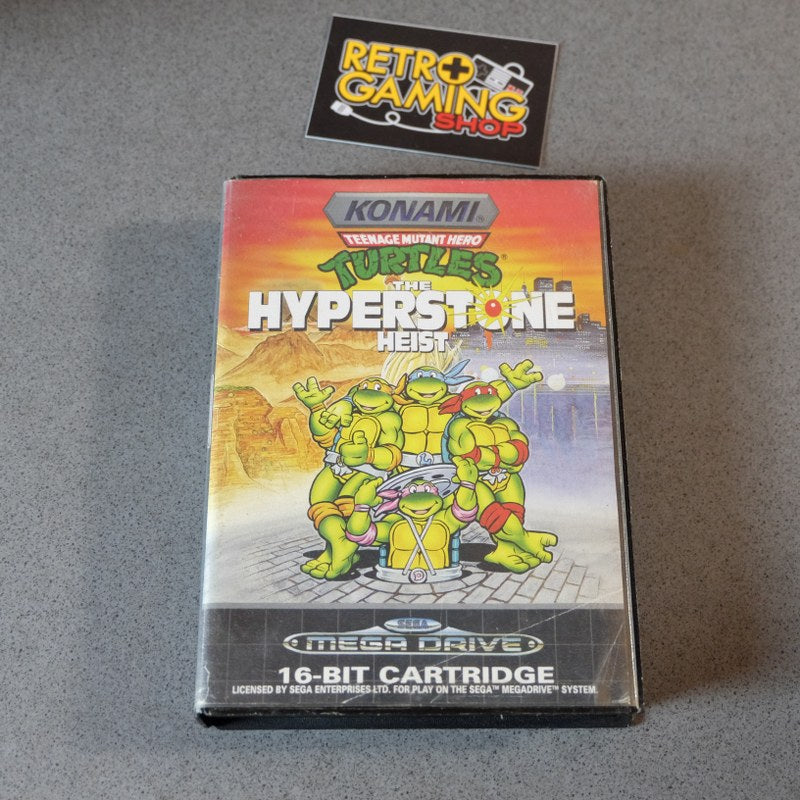 RETRO
GAMING
SHOP
KONAMI®
TEENAGE MUTANT HERO
TURTLES®
THE
HYPERSTONE
HEIST
SEGA
MEGA DRIVE
16-BIT CARTRIDGE
LICENSED BY SEGA ENTERPRISES LTD. FOR PLAY ON THE SEGA™ MEGADRIVE™ SYSTEM.